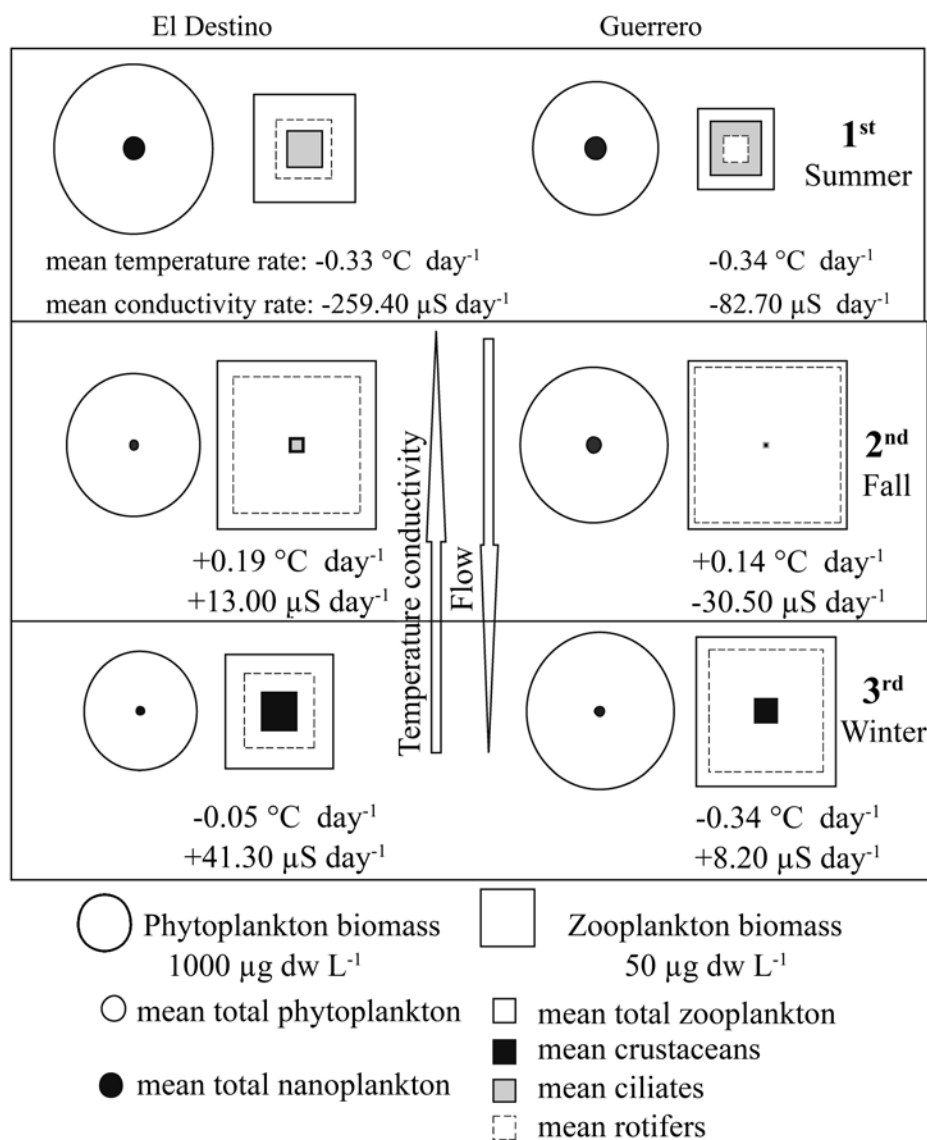 El Destino Guerrero
1st
Summer
mean temperature rate: -0.33 °C day-1 -0.34 °C day-1
mean conductivity rate: -259.40 µS day-1 -82.70 µS day-1
Temperature conductivity
Flow
2nd
Fall
+0.19 °C day-1 +0.14 °C day-1
+13.00 µS day-1 -30.50 µS day-1
3rd
Winter
-0.05 °C day-1 -0.34 °C day-1
+41.30 µS day-1 +8.20 µS day-1
Phytoplankton biomass Zooplankton biomass
1000 µg dw L-1 50 µg dw L-1
mean total phytoplankton mean total zooplankton
mean crustaceans
mean total nanoplankton mean ciliates
mean rotifers